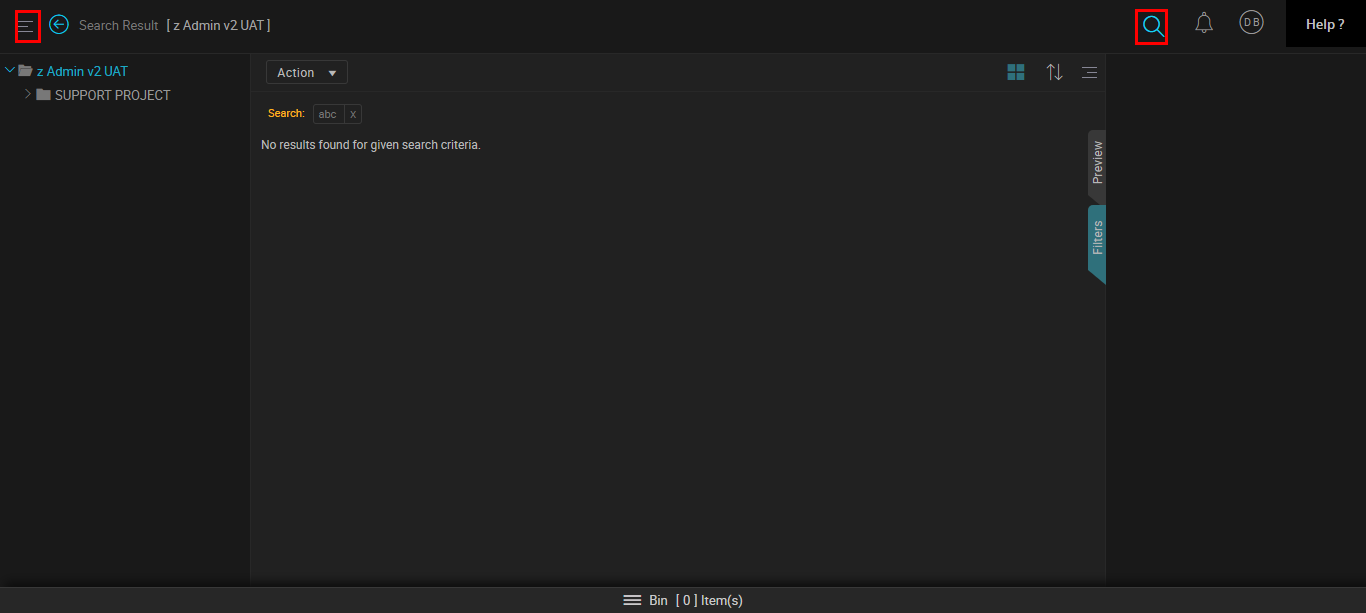 Search Result [ z Admin v2 UAT ]
D B
Help ?
z Admin v2 UAT
SUPPORT PROJECT
Action
Search: abc x
No results found for given search criteria.
Preview
Filters
Bin [ 0 ] Item(s)